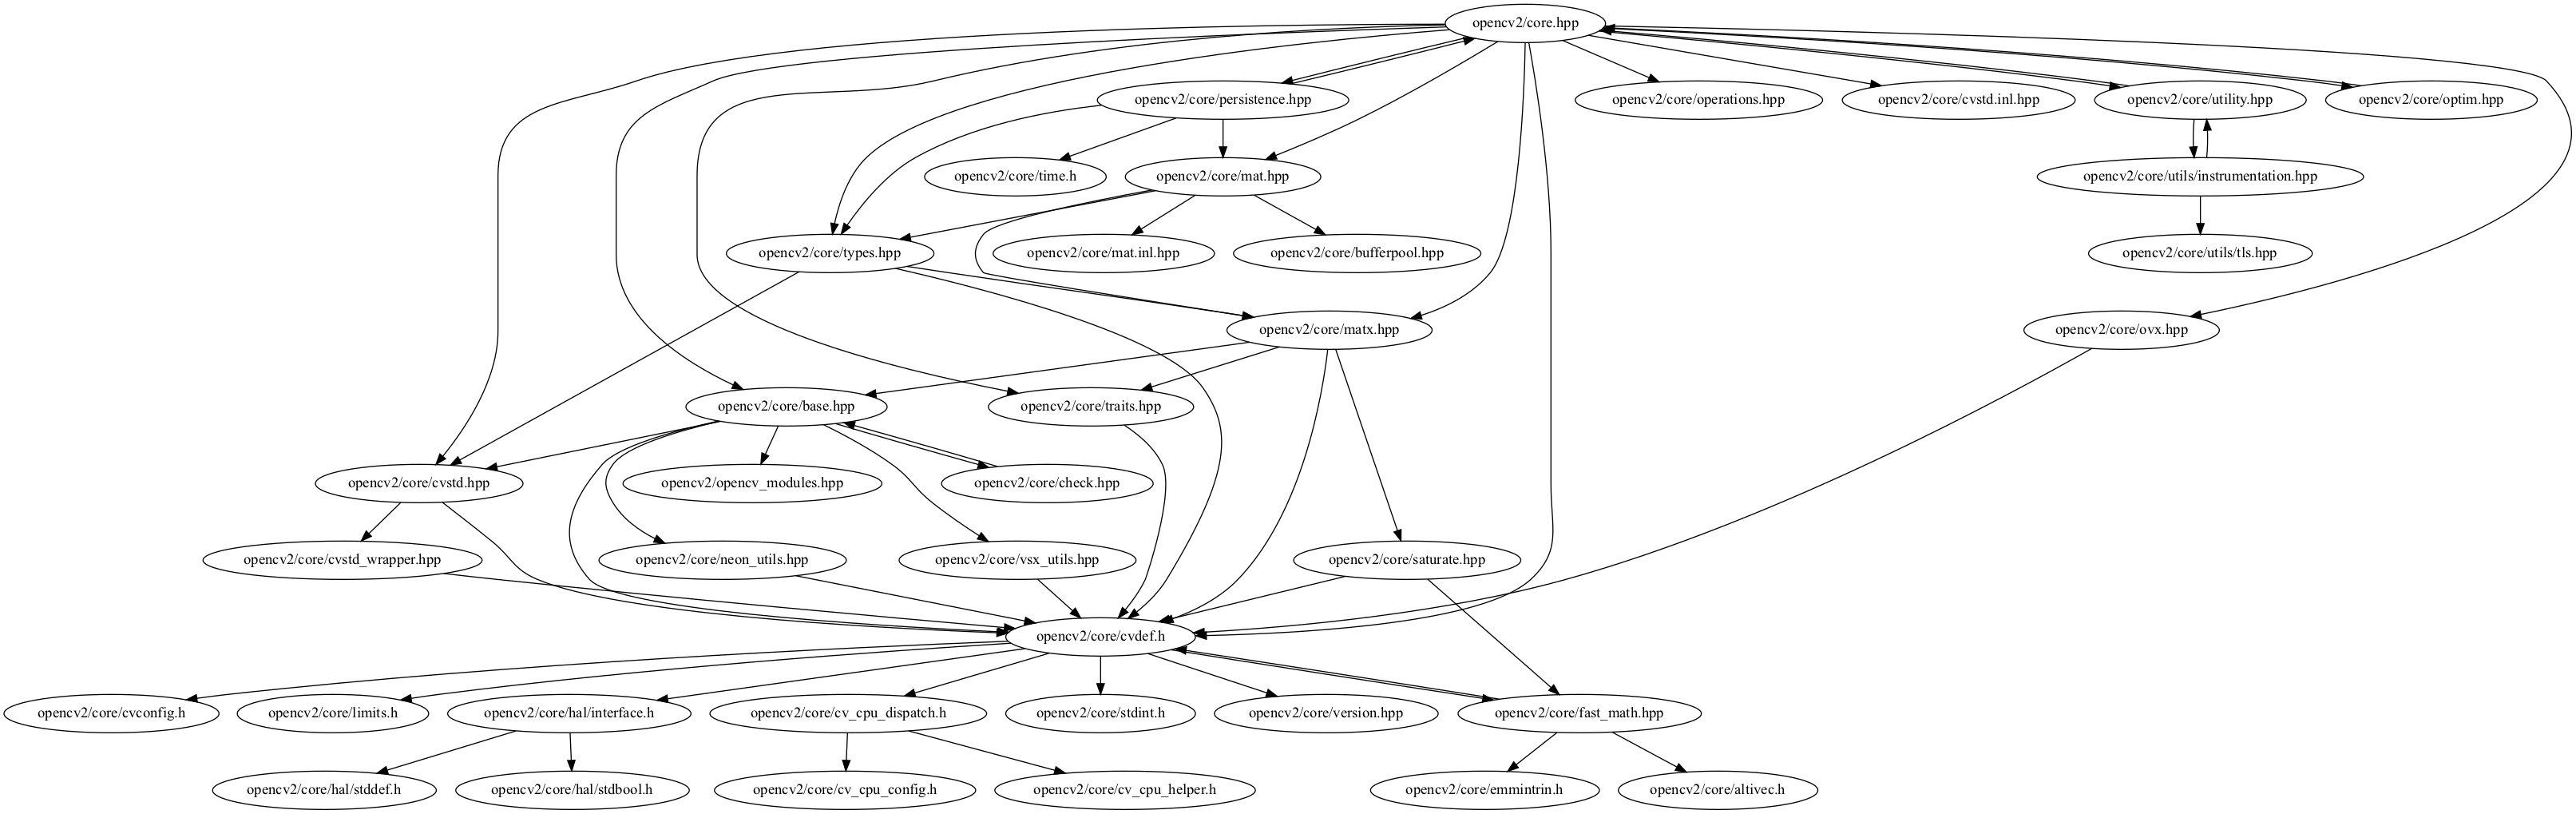 opencv2/core.hpp
opencv2/core/persistence.hpp
opencv2/core/operations.hpp
opencv2/core/cvstd.inl.hpp
opencv2/core/utility.hpp
opencv2/core/optim.hpp
opencv2/core/time.h
opencv2/core/mat.hpp
opencv2/core/utils/instrumentation.hpp
opencv2/core/types.hpp
opencv2/core/mat.inl.hpp
opencv2/core/bufferpool.hpp
opencv2/core/utils/tls.hpp
opencv2/core/matx.hpp
opencv2/core/ovx.hpp
opencv2/core/base.hpp
opencv2/core/traits.hpp
opencv2/core/cvstd.hpp
opencv2/opencv_modules.hpp
opencv2/core/check.hpp
opencv2/core/cvstd_wrapper.hpp
opencv2/core/neon_utils.hpp
opencv2/core/vsx_utils.hpp
opencv2/core/saturate.hpp
opencv2/core/cvdef.h
opencv2/core/cvconfig.h
opencv2/core/limits.h
opencv2/core/hal/interface.h
opencv2/core/cv_cpu_dispatch.h
opencv2/core/stdint.h
opencv2/core/version.hpp
opencv2/core/fast_math.hpp
opencv2/core/hal/stddef.h
opencv2/core/hal/stdbool.h
opencv2/core/cv_cpu_config.h
opencv2/core/cv_cpu_helper.h
opencv2/core/emmintrin.h
opencv2/core/altivec.h